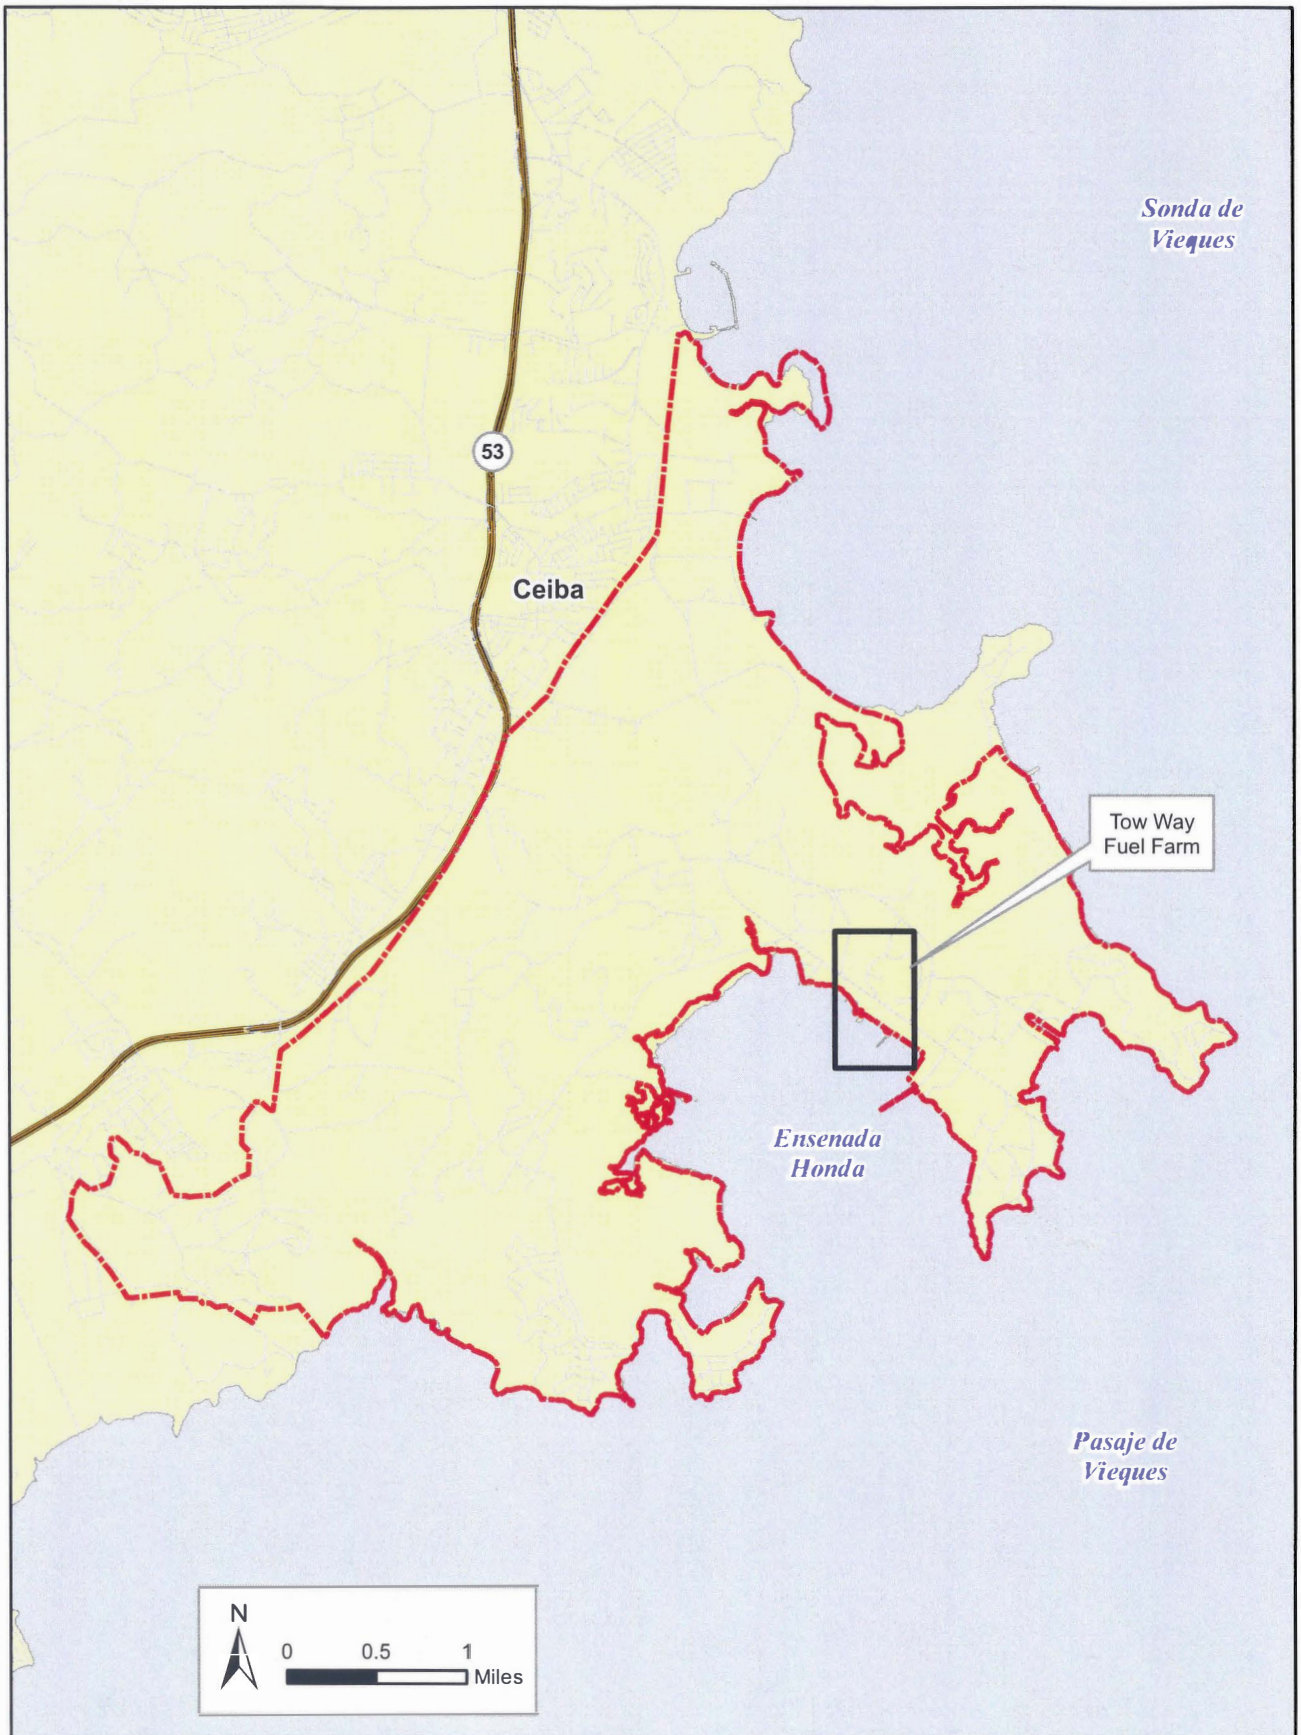 Sonda de
Vieques
53
Ceiba
Tow Way
Fuel Farm
Ensenada
Honda
Pasaje de
Vieques
N
0 0.5 1
Miles